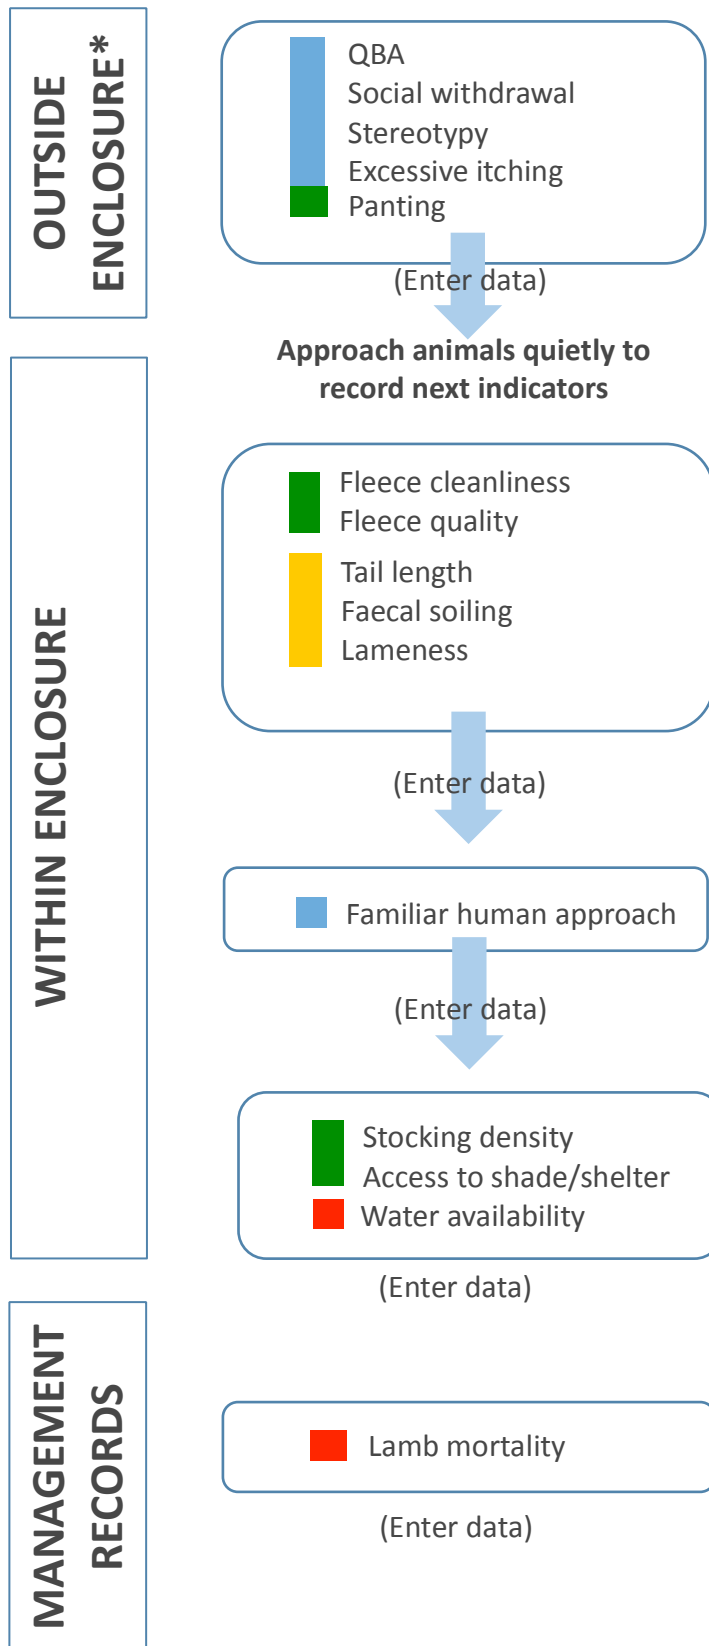 OUTSIDE
ENCLOSURE*
QBA
Social withdrawal
Stereotypy
Excessive itching
Panting
(Enter data)
Approach animals quietly to
record next indicators
WITHIN ENCLOSURE
Fleece cleanliness
Fleece quality
Tail length
Faecal soiling
Lameness
(Enter data)
Familiar human approach
(Enter data)
Stocking density
Access to shade/shelter
Water availability
(Enter data)
MANAGEMENT
RECORDS
Lamb mortality
(Enter data)